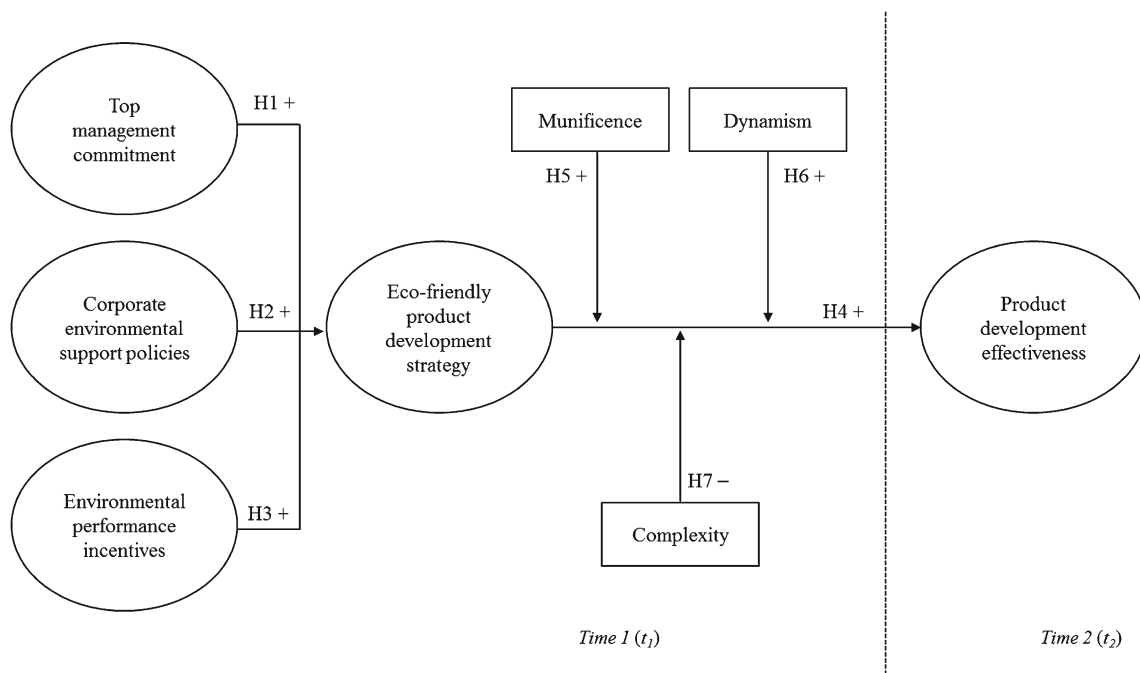 H1 +
Top
management
commitment
Munificence
Dynamism
H5 +
H6 +
Corporate
environmental
support policies
H2 +
Eco-friendly
product
development
strategy
H4 +
Product
development
effectiveness
Environmental
performance
incentives
H3 +
H7 –
Complexity
Time 1 (t1)
Time 2 (t2)